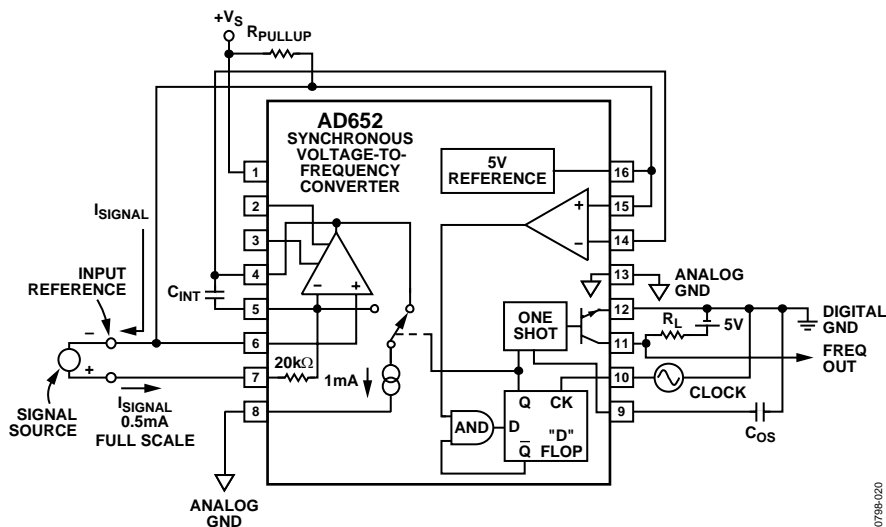 +VS
RPULLUP
AD652
SYNCHRONOUS
VOLTAGE-TO-
FREQUENCY
CONVERTER
5V
REFERENCE
1
2
3
4
5
6
7
8
16
15
14
13
12
11
10
9
+
−
ISIGNAL
INPUT
REFERENCE
CINT
−
+
−
+
SIGNAL
SOURCE
ISIGNAL
0.5mA
FULL SCALE
20kΩ
1mA
ANALOG
GND
ONE
SHOT
AND
Q
CK
D
"D"
FLOP
Q̅
ANALOG
GND
RL
5V
DIGITAL
GND
FREQ
OUT
CLOCK
COS
0798-020